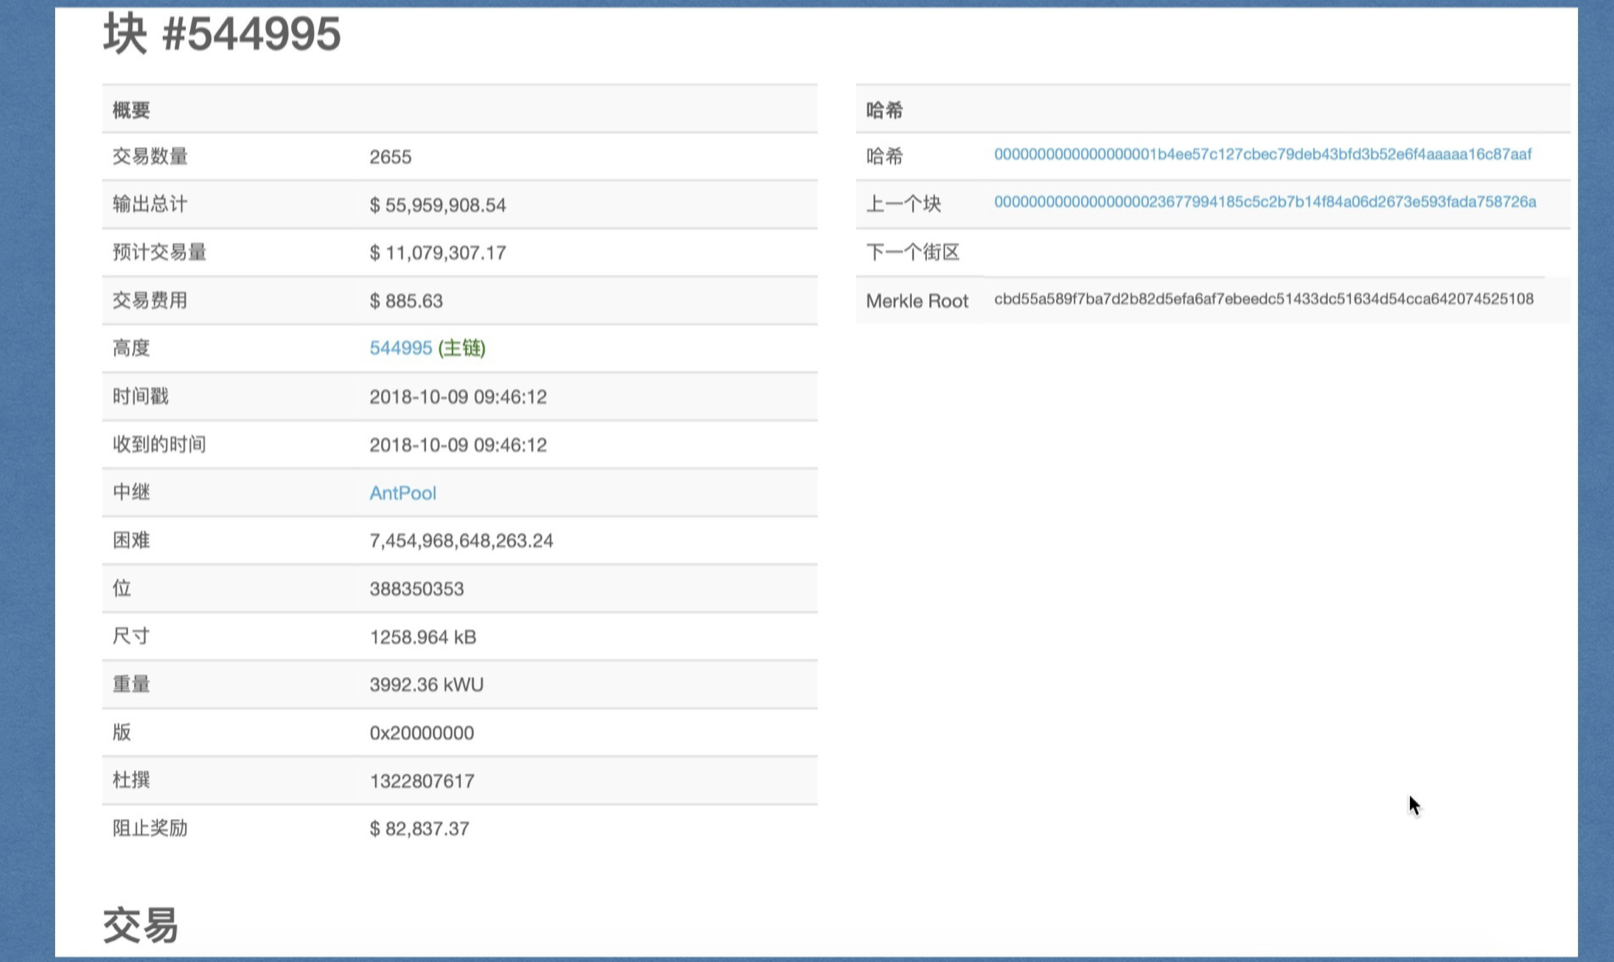 块 #544995
概要
交易数量 2655
输出总计 $ 55,959,908.54
预计交易量 $ 11,079,307.17
交易费用 $ 885.63
高度 544995 (主链)
时间戳 2018-10-09 09:46:12
收到的时间 2018-10-09 09:46:12
中继 AntPool
困难 7,454,968,648,263.24
位 388350353
尺寸 1258.964 kB
重量 3992.36 kWU
版 0x20000000
杜撰 1322807617
阻止奖励 $ 82,837.37
哈希
哈希 0000000000000000001b4ee57c127cbec79deb43bfd3b52e6f4aaaaa16c87aaf
上一个块 00000000000000000023677994185c5c2b7b14f84a06d2673e593fada758726a
下一个街区
Merkle Root cbd55a589f7ba7d2b82d5efa6af7ebeedc51433dc51634d54cca642074525108
交易